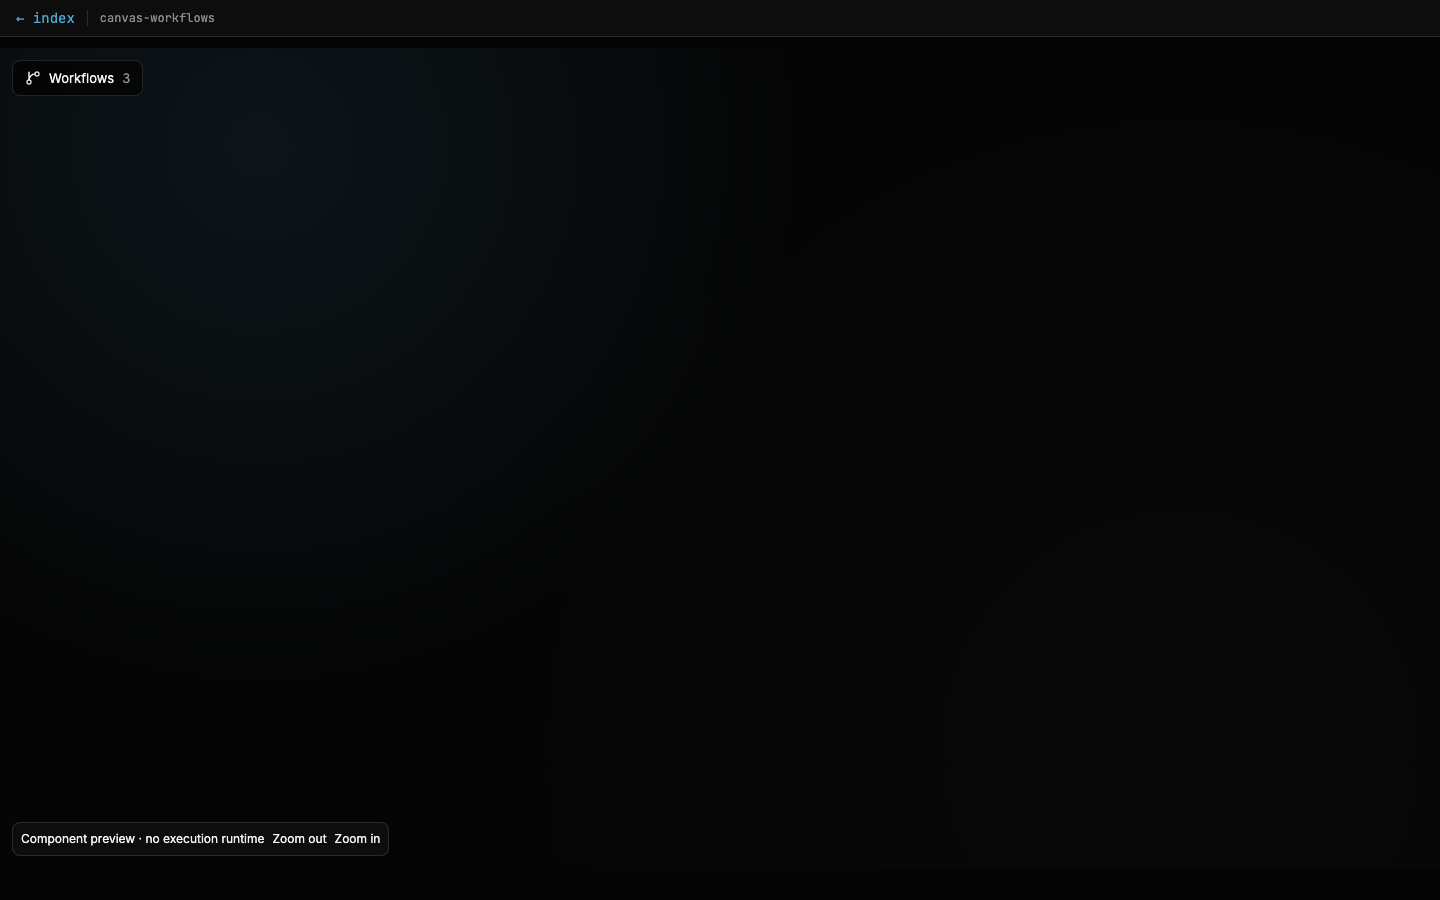 ← index canvas-workflows
Workflows 3
Component preview · no execution runtime Zoom out Zoom in